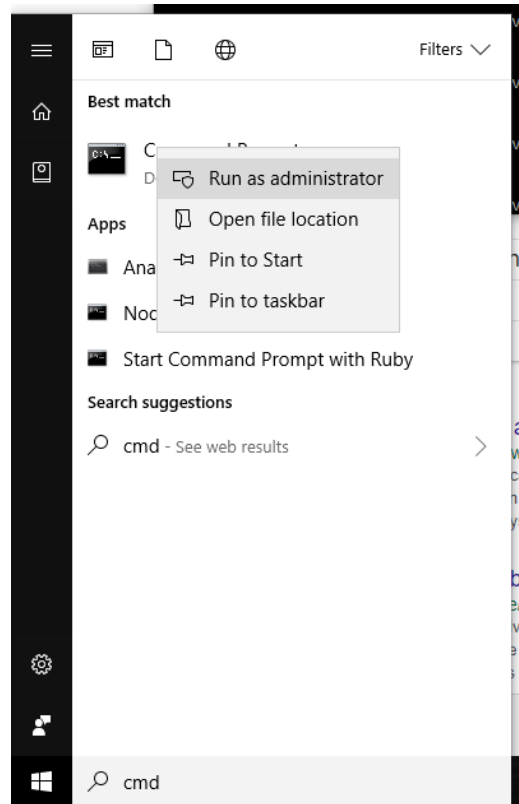 Filters
Best match
Run as administrator
Open file location
Apps
Pin to Start
Pin to taskbar
Start Command Prompt with Ruby
Search suggestions
cmd - See web results
cmd